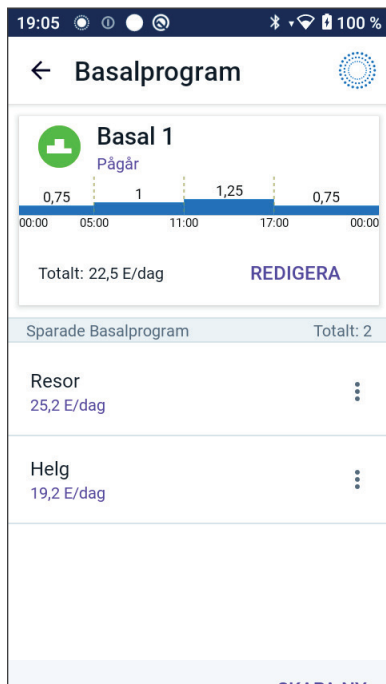 19:05 100 %
Basalprogram
Basal 1
Pågår
0,75 1 1,25 0,75
00:00 05:00 11:00 17:00 00:00
Totalt: 22,5 E/dag REDIGERA
Sparade Basalprogram Totalt: 2
Resor
25,2 E/dag
Helg
19,2 E/dag